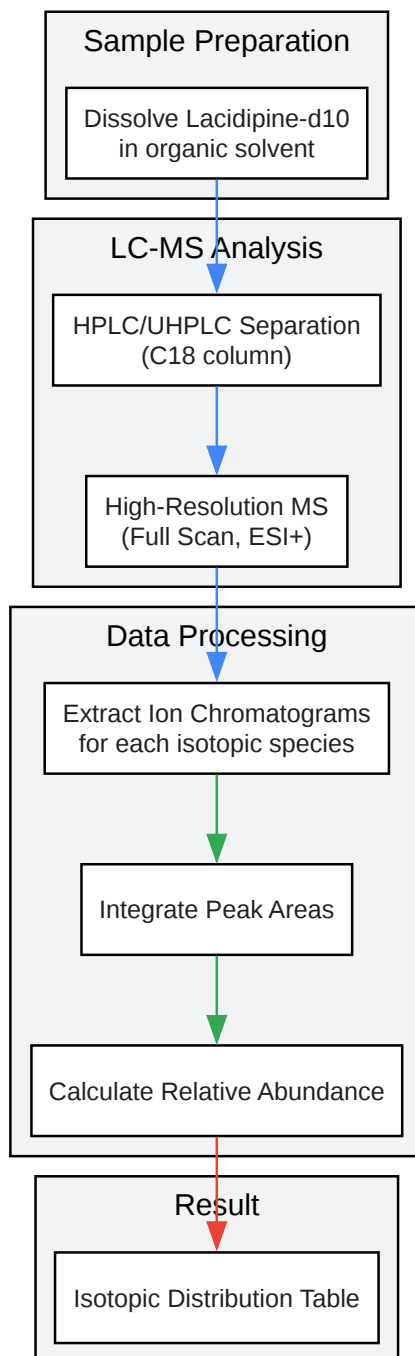 Sample Preparation
Dissolve Lacidipine-d10
in organic solvent
LC-MS Analysis
HPLC/UHPLC Separation
(C18 column)
High-Resolution MS
(Full Scan, ESI+)
Data Processing
Extract Ion Chromatograms
for each isotopic species
Integrate Peak Areas
Calculate Relative Abundance
Result
Isotopic Distribution Table